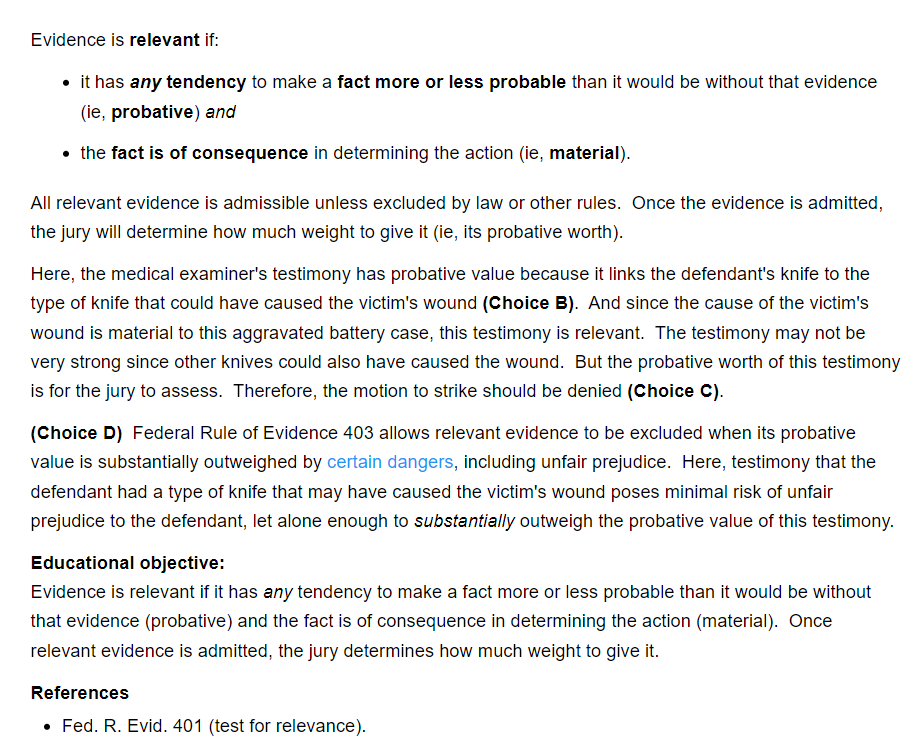 Evidence is relevant if:
• it has any tendency to make a fact more or less probable than it would be without that evidence
(ie, probative) and
• the fact is of consequence in determining the action (ie, material).
All relevant evidence is admissible unless excluded by law or other rules.  Once the evidence is admitted,
the jury will determine how much weight to give it (ie, its probative worth).
Here, the medical examiner's testimony has probative value because it links the defendant's knife to the
type of knife that could have caused the victim's wound (Choice B).  And since the cause of the victim's
wound is material to this aggravated battery case, this testimony is relevant.  The testimony may not be
very strong since other knives could also have caused the wound.  But the probative worth of this testimony
is for the jury to assess.  Therefore, the motion to strike should be denied (Choice C).
(Choice D)  Federal Rule of Evidence 403 allows relevant evidence to be excluded when its probative
value is substantially outweighed by certain dangers, including unfair prejudice.  Here, testimony that the
defendant had a type of knife that may have caused the victim's wound poses minimal risk of unfair
prejudice to the defendant, let alone enough to substantially outweigh the probative value of this testimony.
Educational objective:
Evidence is relevant if it has any tendency to make a fact more or less probable than it would be without
that evidence (probative) and the fact is of consequence in determining the action (material).  Once
relevant evidence is admitted, the jury determines how much weight to give it.
References
• Fed. R. Evid. 401 (test for relevance).